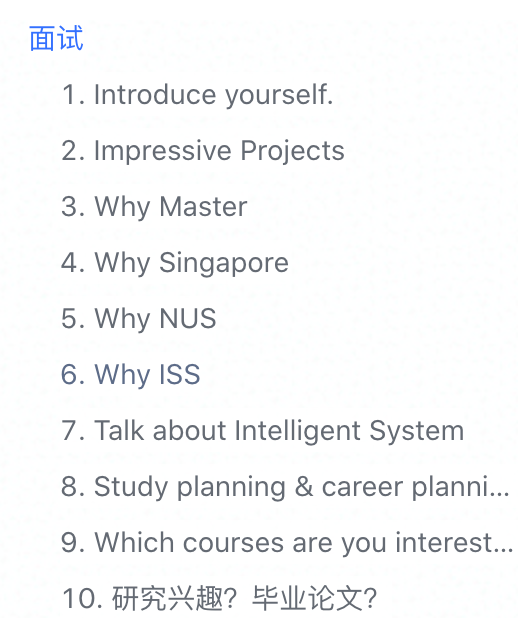 面试
1. Introduce yourself.
2. Impressive Projects
3. Why Master
4. Why Singapore
5. Why NUS
6. Why ISS
7. Talk about Intelligent System
8. Study planning & career planni...
9. Which courses are you interest...
10. 研究兴趣？毕业论文？